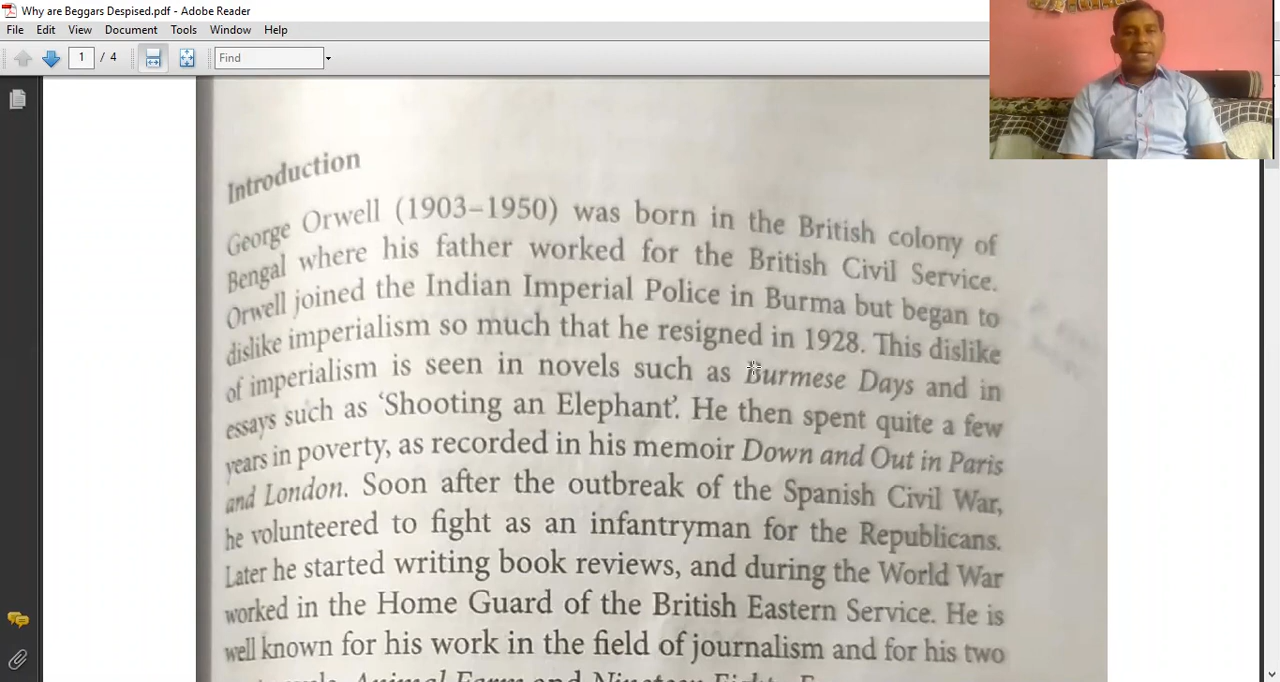 Why are Beggars Despised.pdf - Adobe Reader
File Edit View Document Tools Window Help
1 / 4 Find
Introduction
George Orwell (1903–1950) was born in the British colony of
Bengal where his father worked for the British Civil Service.
Orwell joined the Indian Imperial Police in Burma but began to
dislike imperialism so much that he resigned in 1928. This dislike
of imperialism is seen in novels such as Burmese Days and in
essays such as ‘Shooting an Elephant’. He then spent quite a few
years in poverty, as recorded in his memoir Down and Out in Paris
and London. Soon after the outbreak of the Spanish Civil War,
he volunteered to fight as an infantryman for the Republicans.
Later he started writing book reviews, and during the World War
worked in the Home Guard of the British Eastern Service. He is
well known for his work in the field of journalism and for his two
Animal Farm and Nineteen